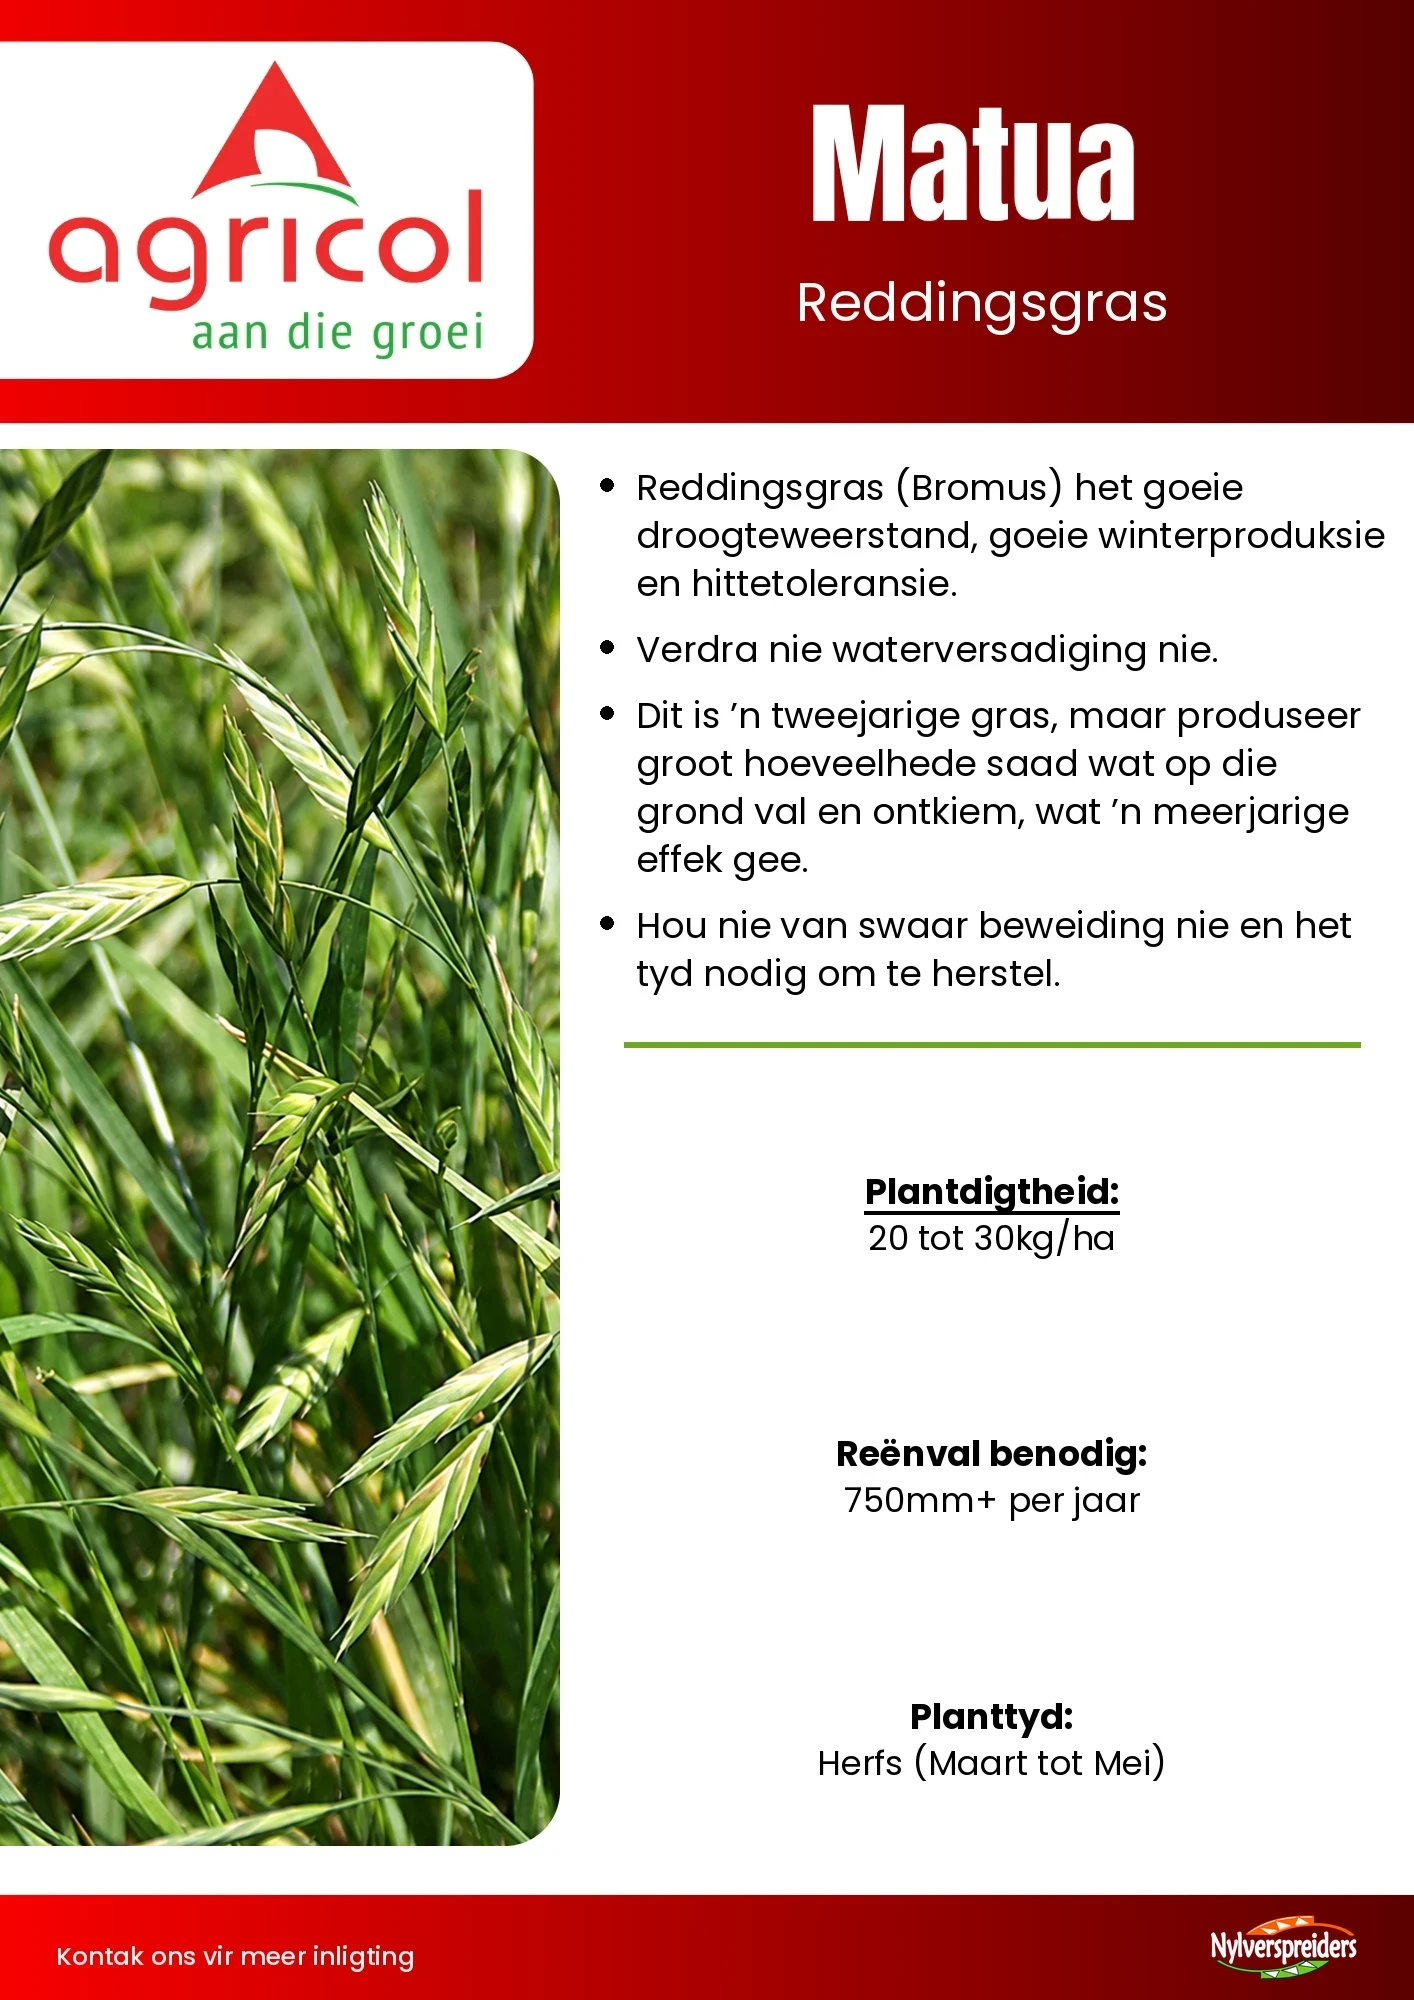 agricol
aan die groei
Matua
Reddingsgras
• Reddingsgras (Bromus) het goeie
droogteweerstand, goeie winterproduksie
en hittetoleransie.
• Verdra nie waterversadiging nie.
• Dit is ’n tweejarige gras, maar produseer
groot hoeveelhede saad wat op die
grond val en ontkiem, wat ’n meerjarige
effek gee.
• Hou nie van swaar beweiding nie en het
tyd nodig om te herstel.
Plantdigtheid:
20 tot 30kg/ha
Reënval benodig:
750mm+ per jaar
Planttyd:
Herfs (Maart tot Mei)
Kontak ons vir meer inligting
Nylverspreiders